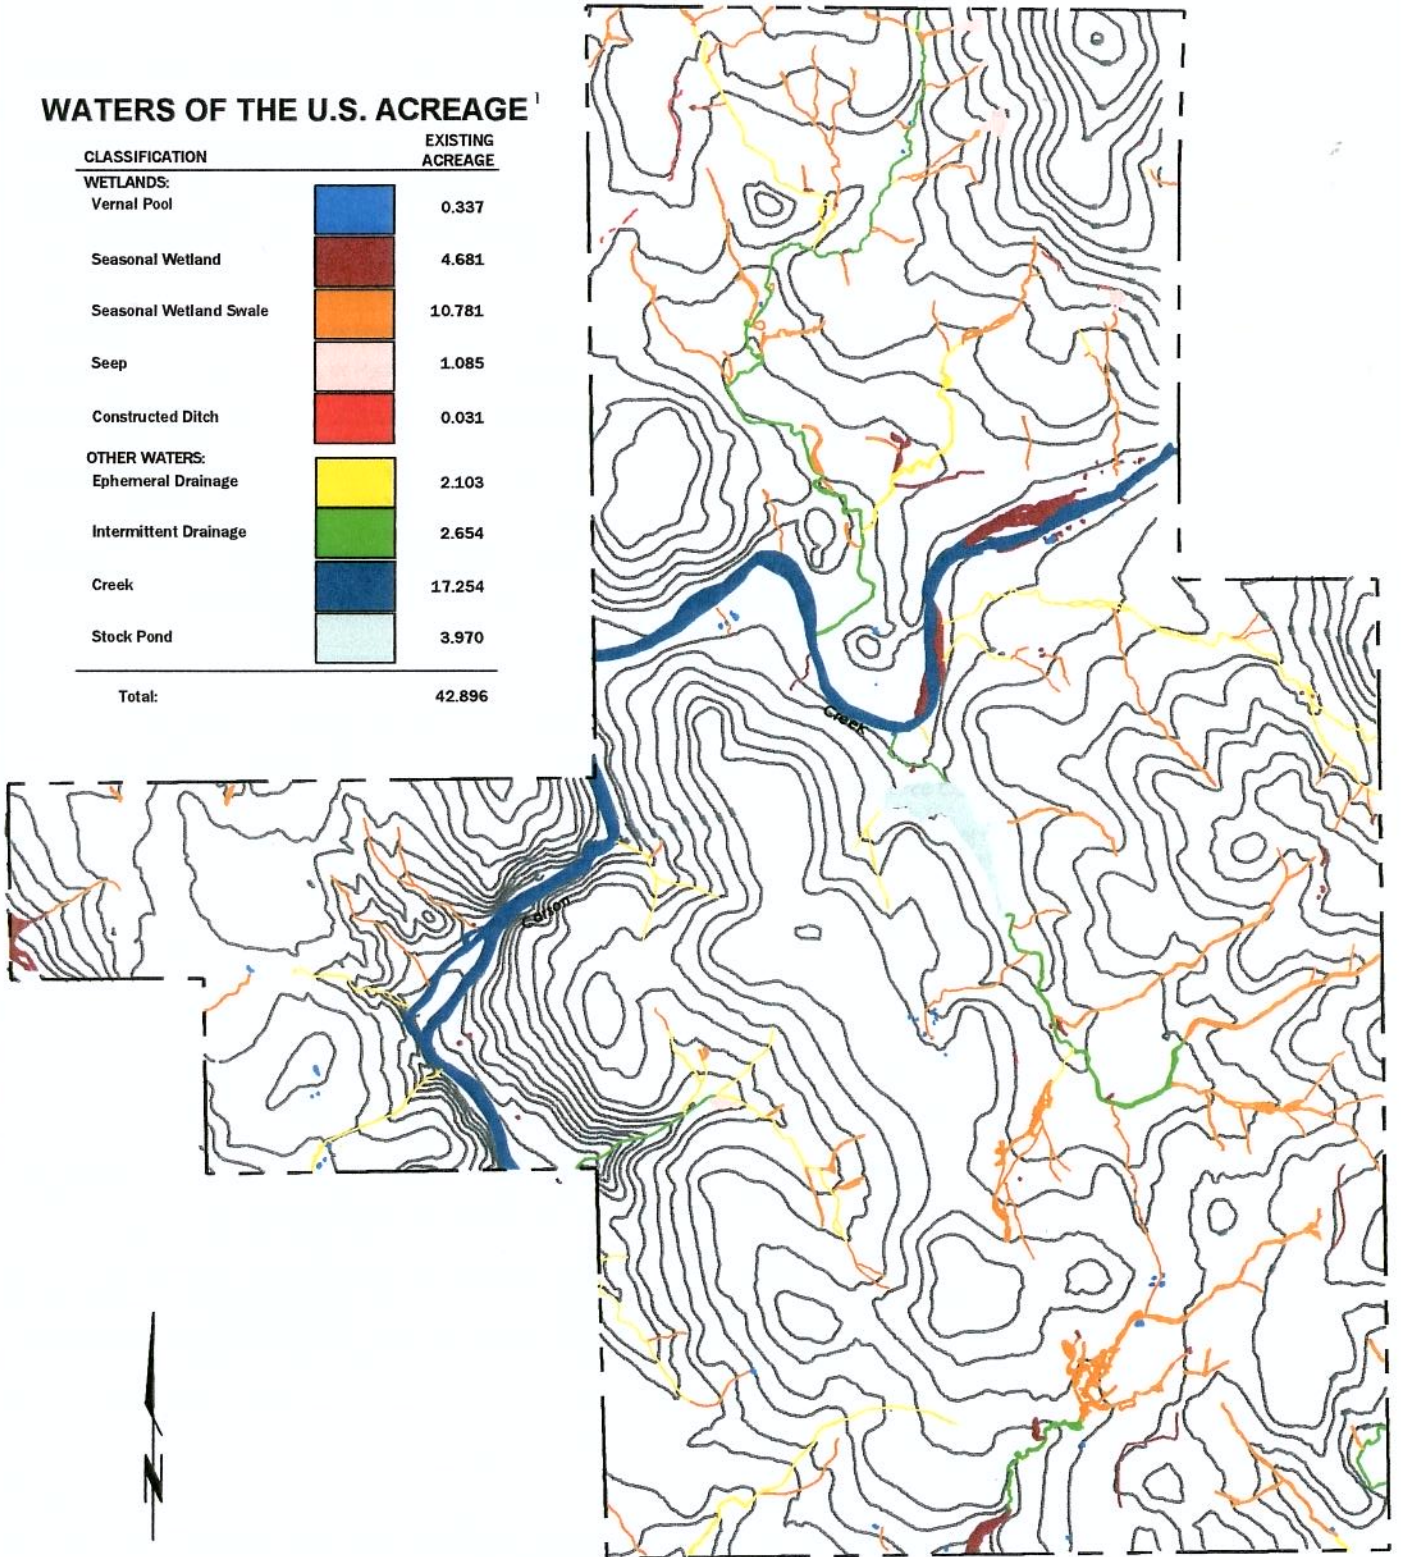 WATERS OF THE U.S. ACREAGE 1
CLASSIFICATION EXISTING ACREAGE
WETLANDS:
Vernal Pool 0.337
Seasonal Wetland 4.681
Seasonal Wetland Swale 10.781
Seep 1.085
Constructed Ditch 0.031
OTHER WATERS:
Ephemeral Drainage 2.103
Intermittent Drainage 2.654
Creek 17.254
Stock Pond 3.970
Total: 42.896
Creek
Carson
N